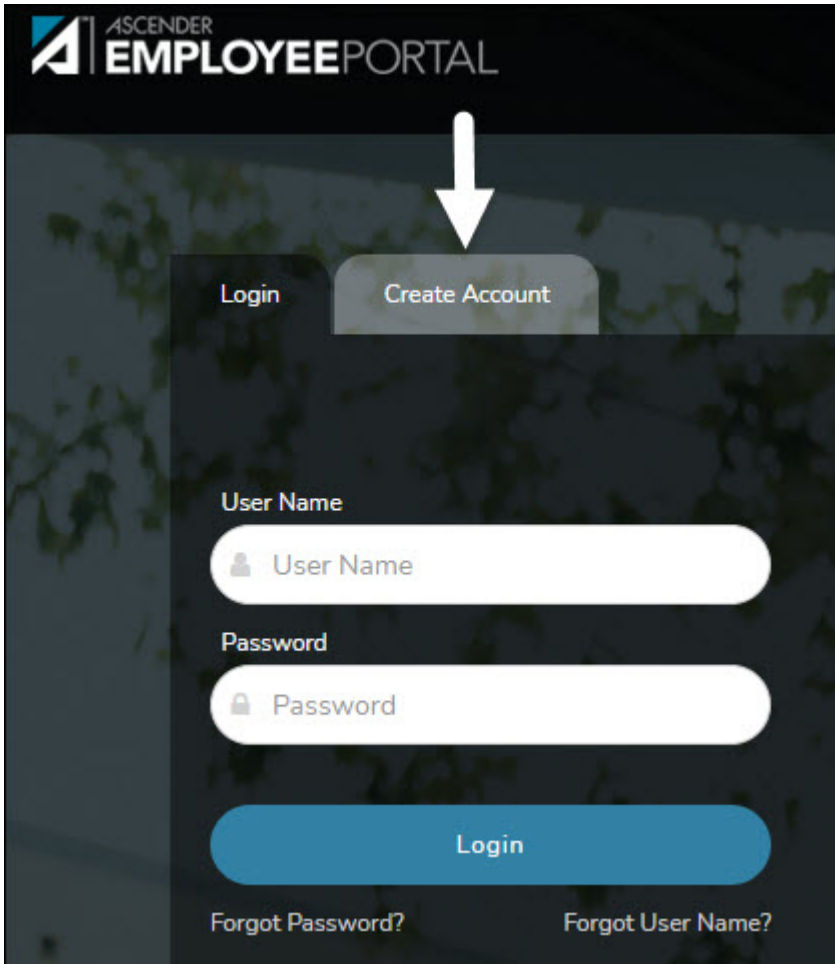 ASCENDER
EMPLOYEEPORTAL
Login Create Account
User Name
User Name
Password
Password
Login
Forgot Password? Forgot User Name?